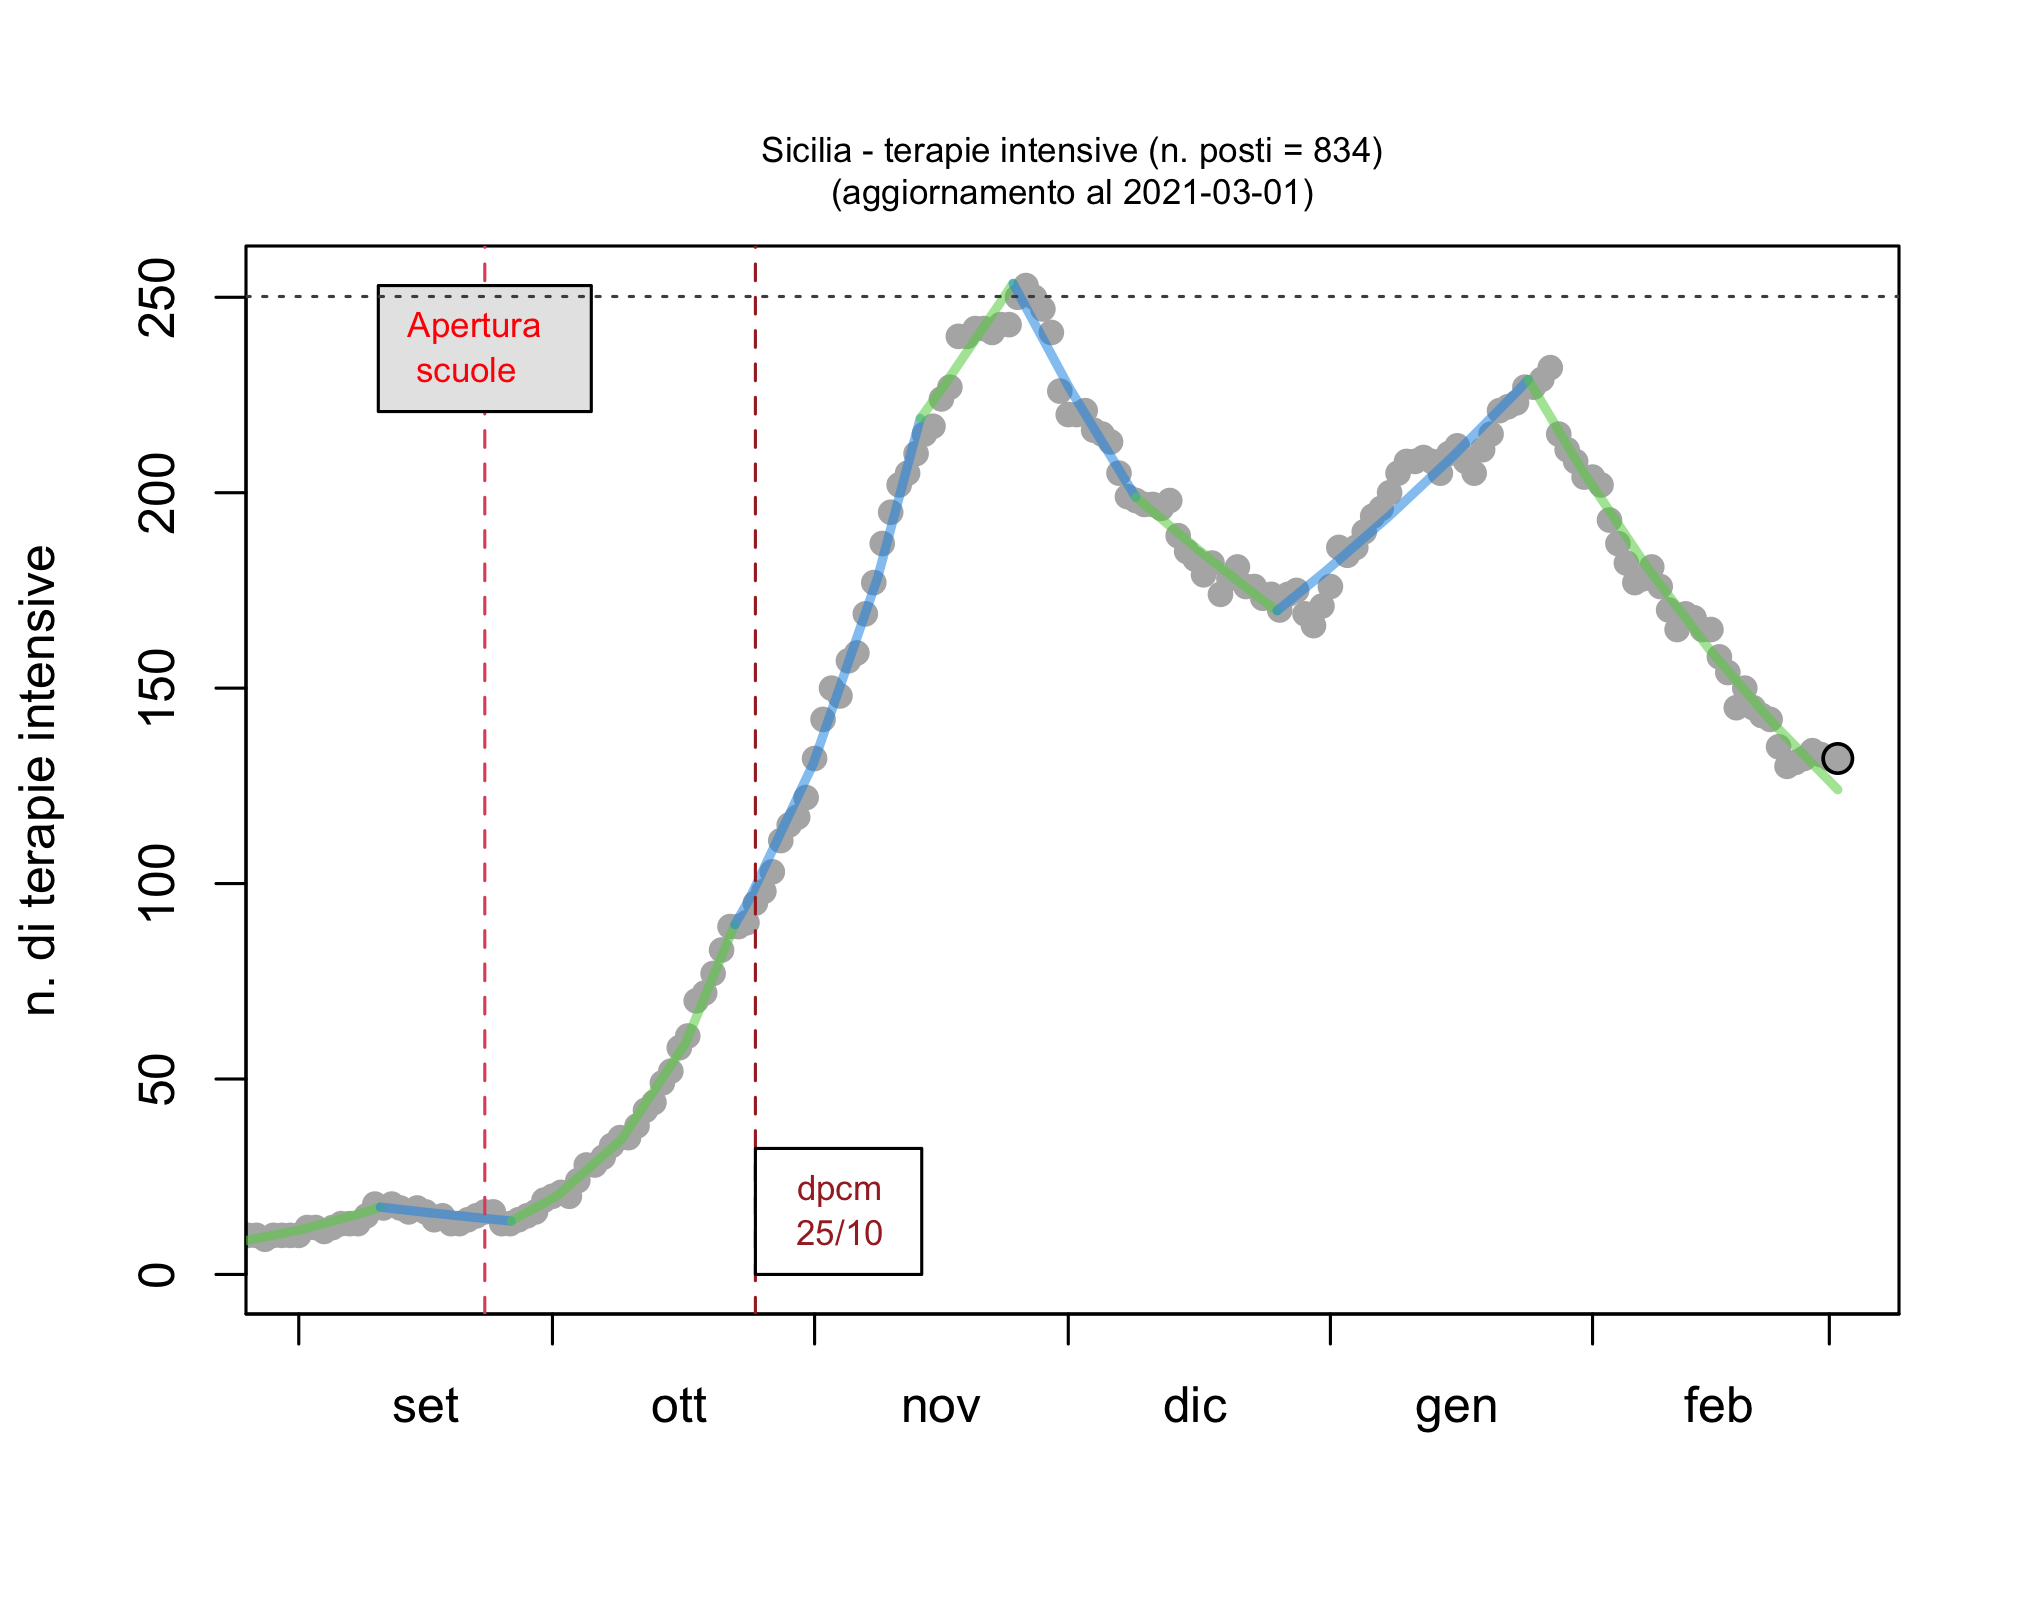 Sicilia - terapie intensive (n. posti = 834)
(aggiornamento al 2021-03-01)
n. di terapie intensive
250
200
150
100
50
0
Apertura
scuole
dpcm
25/10
set ott nov dic gen feb